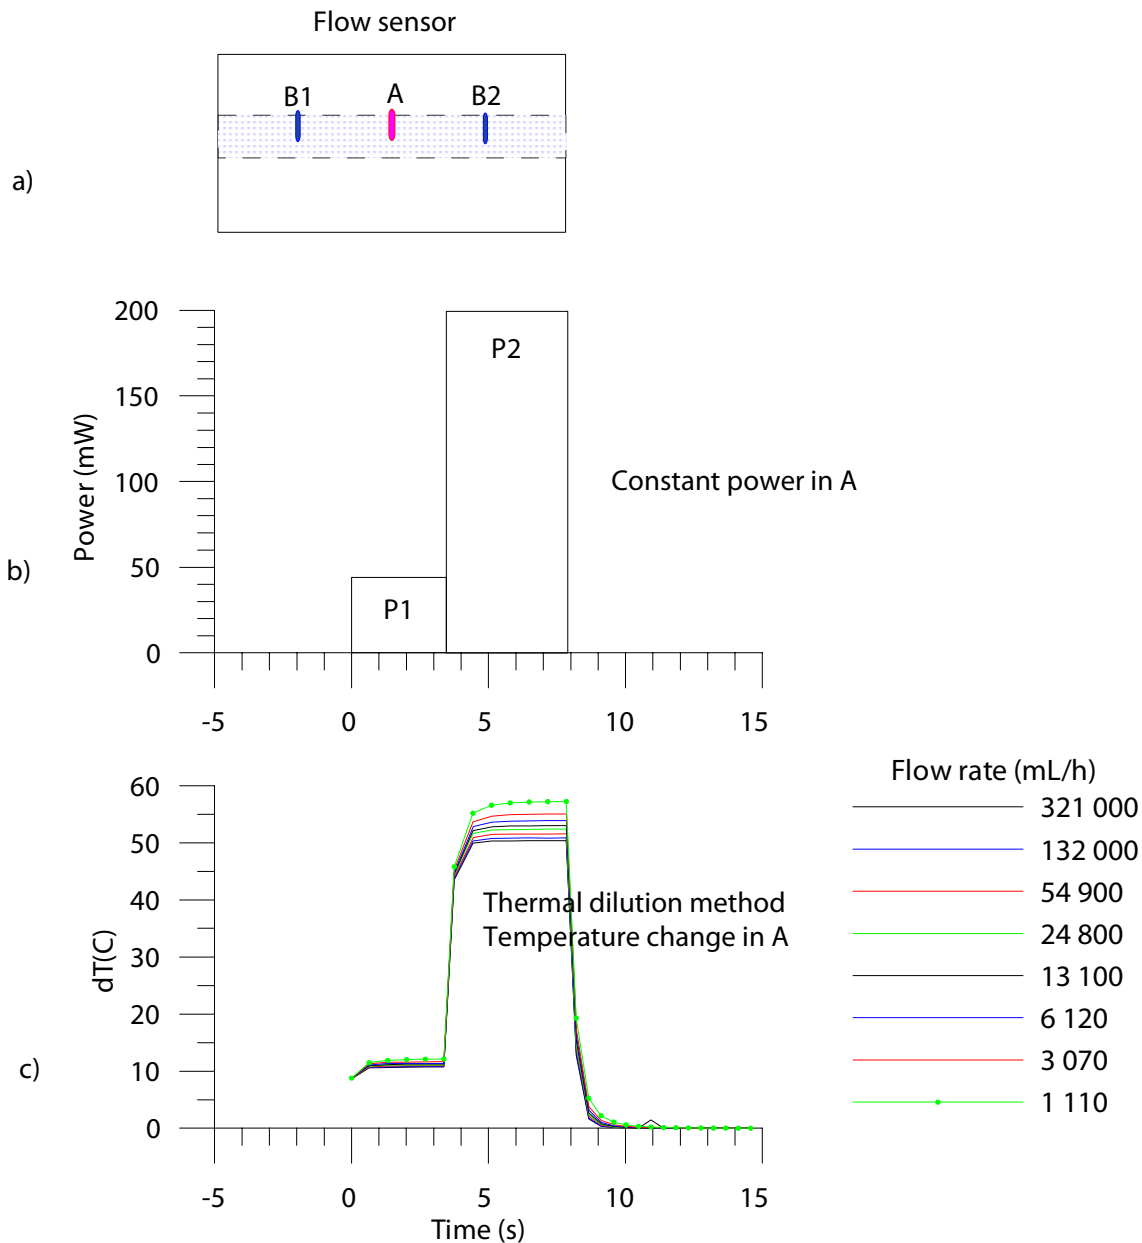 Flow sensor
B1
A
B2
a)
200
150
100
50
0
Power (mW)
P1
P2
Constant power in A
b)
-5
0
5
10
15
60
50
40
30
20
10
0
dT(C)
Thermal dilution method
Temperature change in A
c)
-5
0
5
10
15
Time (s)
Flow rate (mL/h)
321 000
132 000
54 900
24 800
13 100
6 120
3 070
1 110